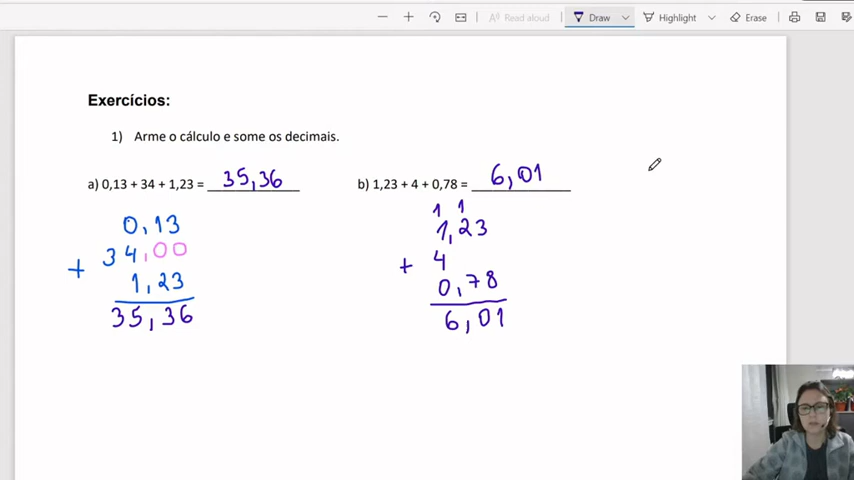 Read aloud Draw Highlight Erase
Exercícios:
1) Arme o cálculo e some os decimais.
a) 0,13 + 34 + 1,23 = 35,36
b) 1,23 + 4 + 0,78 = 6,01
0,13
34,00
+
1,23
35,36
1 1
1,23
4
+
0,78
6,01